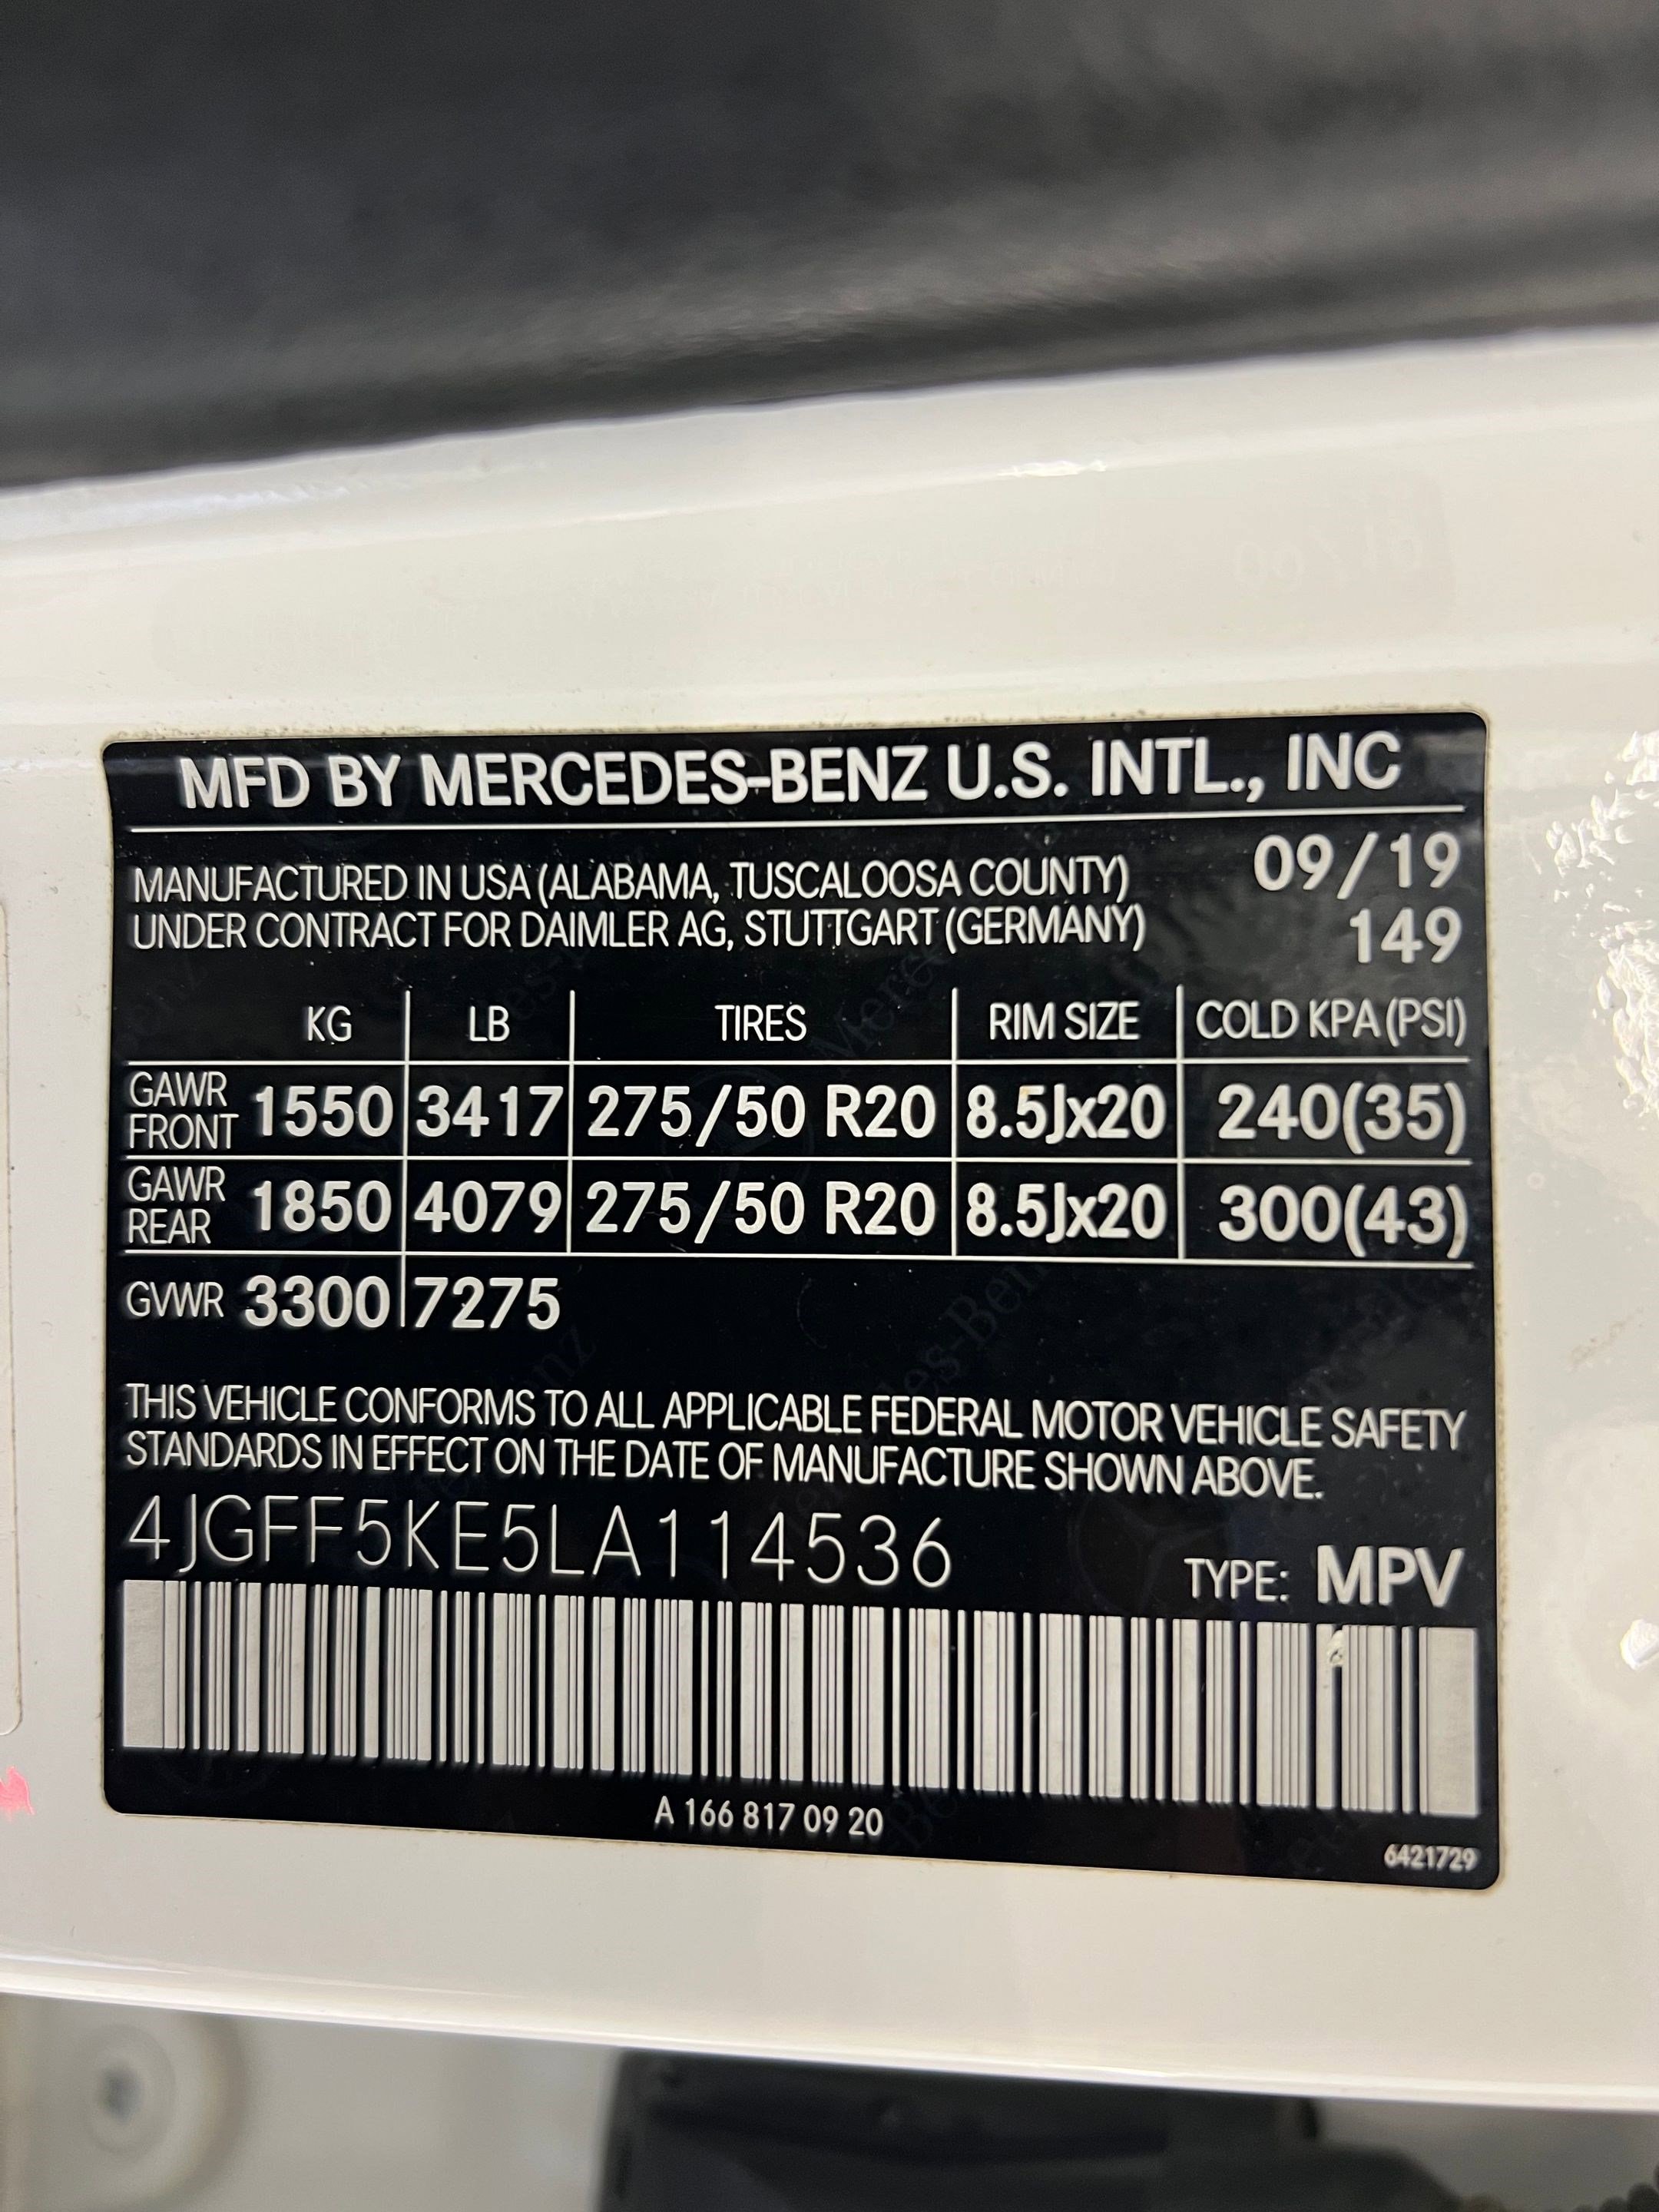 MFD BY MERCEDES-BENZ U.S. INTL., INC
MANUFACTURED IN USA (ALABAMA, TUSCALOOSA COUNTY) 09/19
UNDER CONTRACT FOR DAIMLER AG, STUTTGART (GERMANY) 149
KG LB TIRES RIM SIZE COLD KPA (PSI)
GAWR FRONT 1550 3417 275/50 R20 8.5Jx20 240(35)
GAWR REAR 1850 4079 275/50 R20 8.5Jx20 300(43)
GVWR 3300 7275
THIS VEHICLE CONFORMS TO ALL APPLICABLE FEDERAL MOTOR VEHICLE SAFETY
STANDARDS IN EFFECT ON THE DATE OF MANUFACTURE SHOWN ABOVE.
4JGFF5KE5LA114536 TYPE: MPV
A 166 817 09 20
6421729